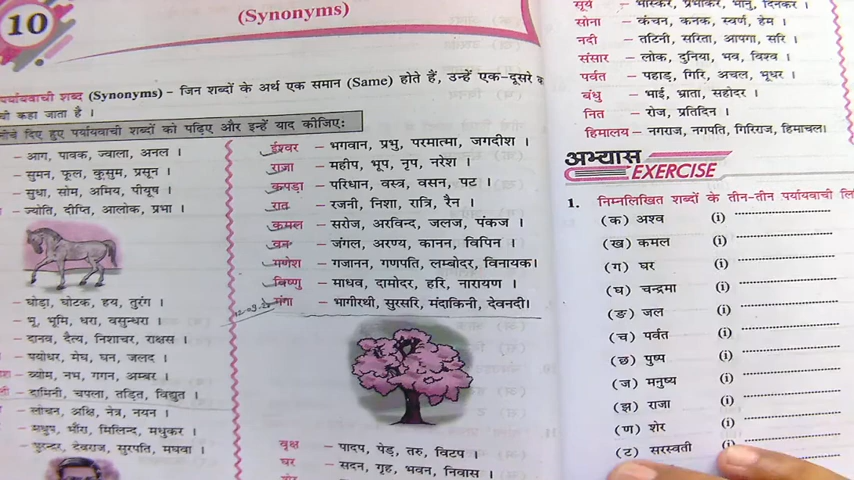 10
(Synonyms)
पर्यायवाची शब्द (Synonyms) - जिन शब्दों के अर्थ एक समान (Same) होते हैं, उन्हें एक-दूसरे
कहा जाता है ।
नीचे दिए हुए पर्यायवाची शब्दों को पढ़िए और इन्हें याद कीजिए:
– आग, पावक, ज्वाला, अनल ।
– सुमन, फूल, कुसुम, प्रसून ।
– सुधा, सोम, अमिय, पीयूष ।
– ज्योति, दीप्ति, आलोक, प्रभा ।
– घोड़ा, घोटक, हय, तुरंग ।
– भू, भूमि, धरा, वसुन्धरा ।
– दानव, दैत्य, निशाचर, राक्षस ।
– पयोधर, मेघ, घन, जलद ।
– व्योम, नभ, गगन, अम्बर ।
– दामिनी, चपला, तड़ित, विद्युत ।
– लोचन, अक्षि, नेत्र, नयन ।
– मधुप, भौंरा, मिलिन्द, मधुकर ।
– पुरन्दर, देवराज, सुरपति, मघवा ।
ईश्वर – भगवान, प्रभु, परमात्मा, जगदीश ।
राजा – महीप, भूप, नृप, नरेश ।
कपड़ा – परिधान, वस्त्र, वसन, पट ।
रात – रजनी, निशा, रात्रि, रैन ।
कमल – सरोज, अरविन्द, जलज, पंकज ।
वन – जंगल, अरण्य, कानन, विपिन ।
गणेश – गजानन, गणपति, लम्बोदर, विनायक।
विष्णु – माधव, दामोदर, हरि, नारायण ।
गंगा – भागीरथी, सुरसरि, मंदाकिनी, देवनदी।
वृक्ष – पादप, पेड़, तरु, विटप ।
घर – सदन, गृह, भवन, निवास ।
सूर्य – भास्कर, प्रभाकर, भानु, दिनकर ।
सोना – कंचन, कनक, स्वर्ण, हेम ।
नदी – तटिनी, सरिता, आपगा, सरि ।
संसार – लोक, दुनिया, भव, विश्व ।
पर्वत – पहाड़, गिरि, अचल, भूधर ।
बंधु – भाई, भ्राता, सहोदर ।
नित – रोज, प्रतिदिन ।
हिमालय – नगराज, नगपति, गिरिराज, हिमाचल।
अभ्यास
EXERCISE
1. निम्नलिखित शब्दों के तीन-तीन पर्यायवाची
(क) अश्व (i)
(ख) कमल (i)
(ग) घर (i)
(घ) चन्द्रमा (i)
(ङ) जल (i)
(च) पर्वत (i)
(छ) पुष्प (i)
(ज) मनुष्य (i)
(झ) राजा (i)
(ण) शेर (i)
(ट) सरस्वती (i)